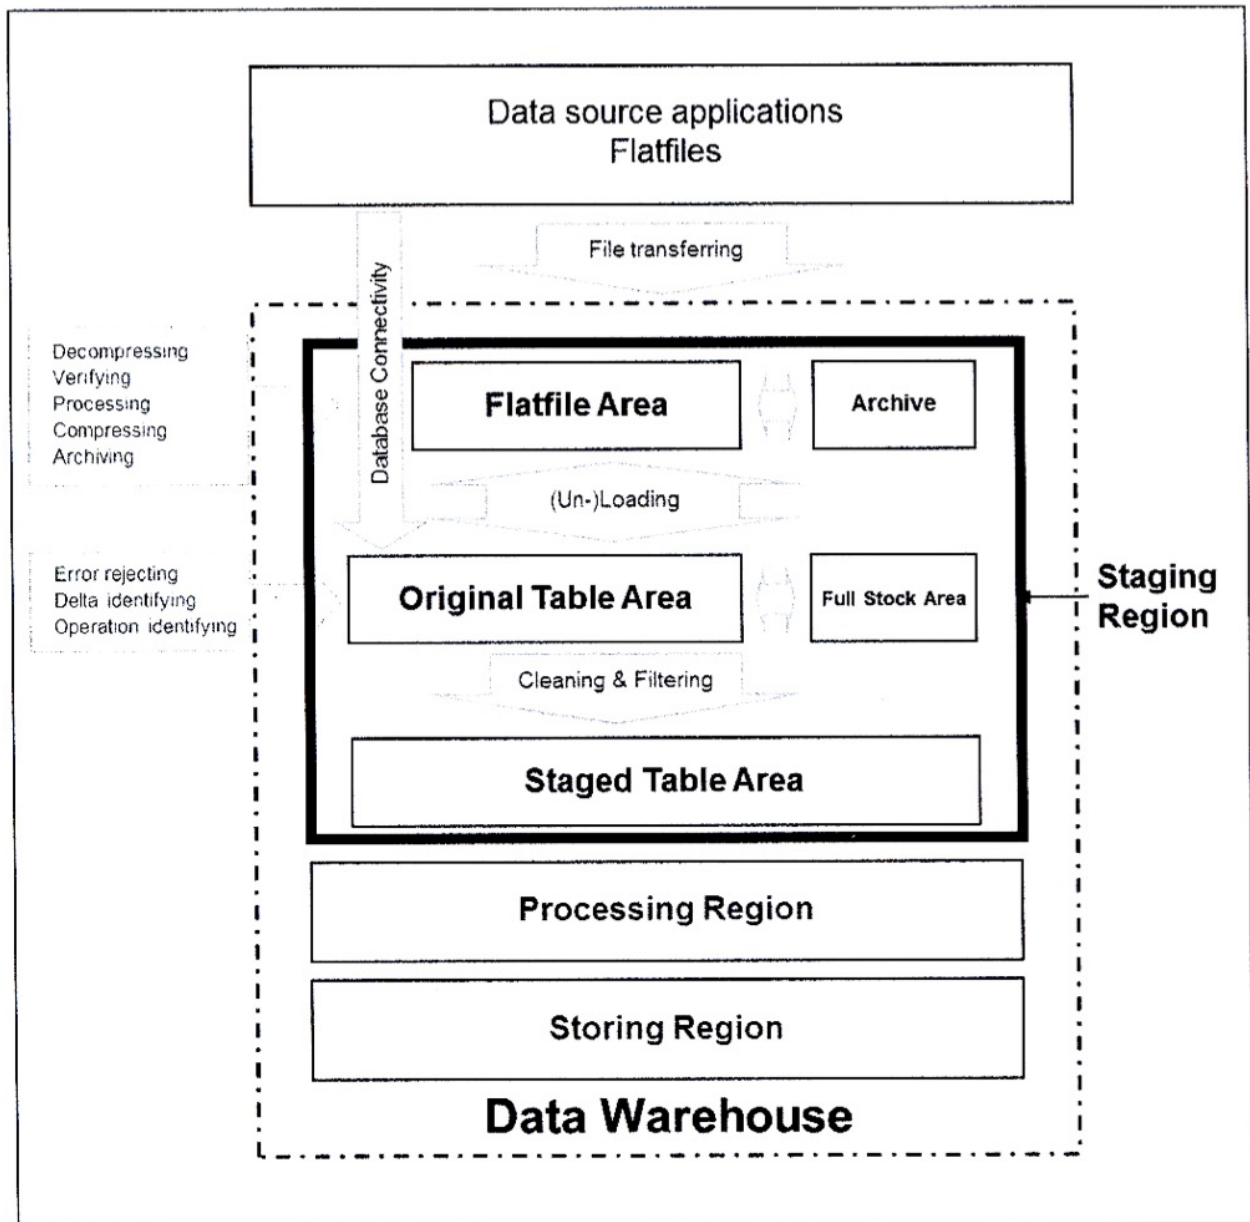 Data source applications
Flatfiles
File transferring
Database Connectivity
Decompressing
Verifying
Processing
Compressing
Archiving
Flatfile Area
Archive
(Un-)Loading
Error rejecting
Delta identifying
Operation identifying
Original Table Area
Full Stock Area
Staging
Region
Cleaning & Filtering
Staged Table Area
Processing Region
Storing Region
Data Warehouse